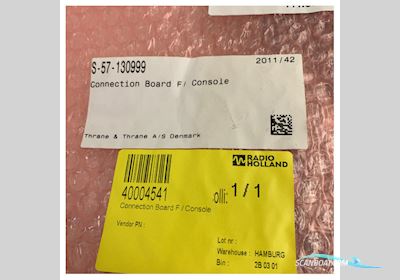 S-57-130999
2011/42
Connection Board F/ Console
Thrane & Thrane A/S Denmark
RADIO
HOLLAND
40004541
olli: 1 / 1
Connection Board F / Console
Vendor PN :
Lot nr :
Warehouse : HAMBURG
Bin : 2B 03 01
SCANBOAT